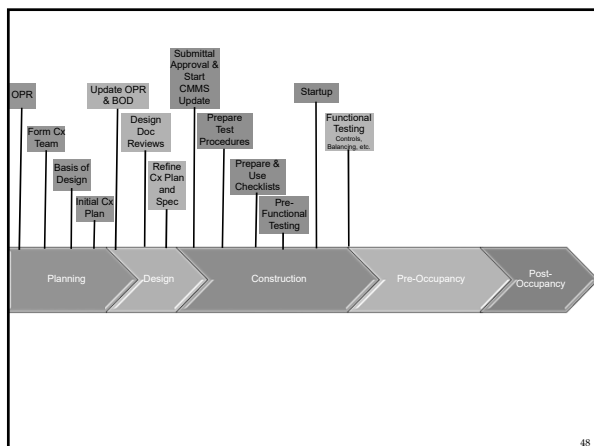 Submittal
Approval &
Start
CMMS
Update
OPR
Update OPR
& BOD
Startup
Form Cx
Team
Design
Doc
Reviews
Prepare
Test
Procedures
Functional
Testing
Controls,
Balancing, etc.
Basis of
Design
Refine
Cx Plan
and
Spec
Prepare &
Use
Checklists
Initial Cx
Plan
Pre-
Functional
Testing
Planning
Design
Construction
Pre-Occupancy
Post-
Occupancy
48